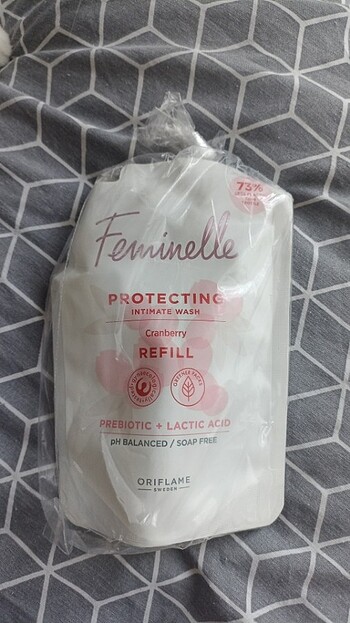 73%
Feminelle
PROTECTING
INTIMATE WASH
Cranberry
REFILL
PREBIOTIC + LACTIC ACID
pH BALANCED / SOAP FREE
ORIFLAME
SWEDEN